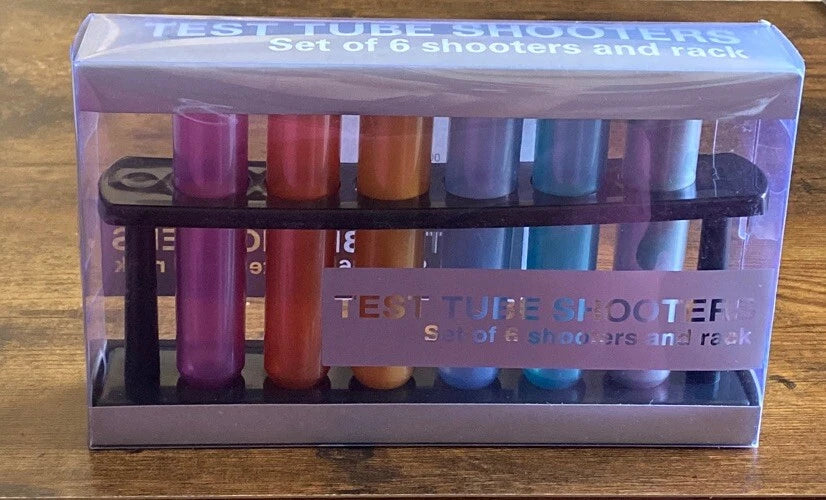 TEST TUBE SHOOTERS
Set of 6 shooters and rack
TEST TUBE SHOOTERS
Set of 6 shooters and rack